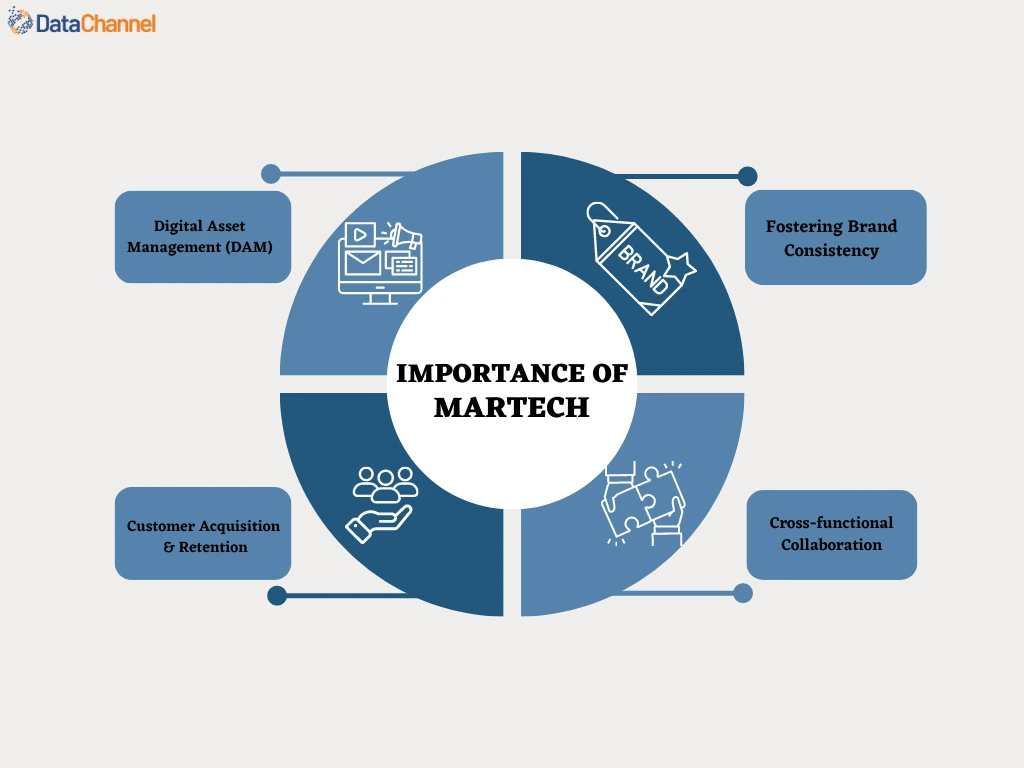 DataChannel
Digital Asset
Management (DAM)
Fostering Brand
Consistency
BRAND
IMPORTANCE OF
MARTECH
Customer Acquisition
& Retention
Cross-functional
Collaboration